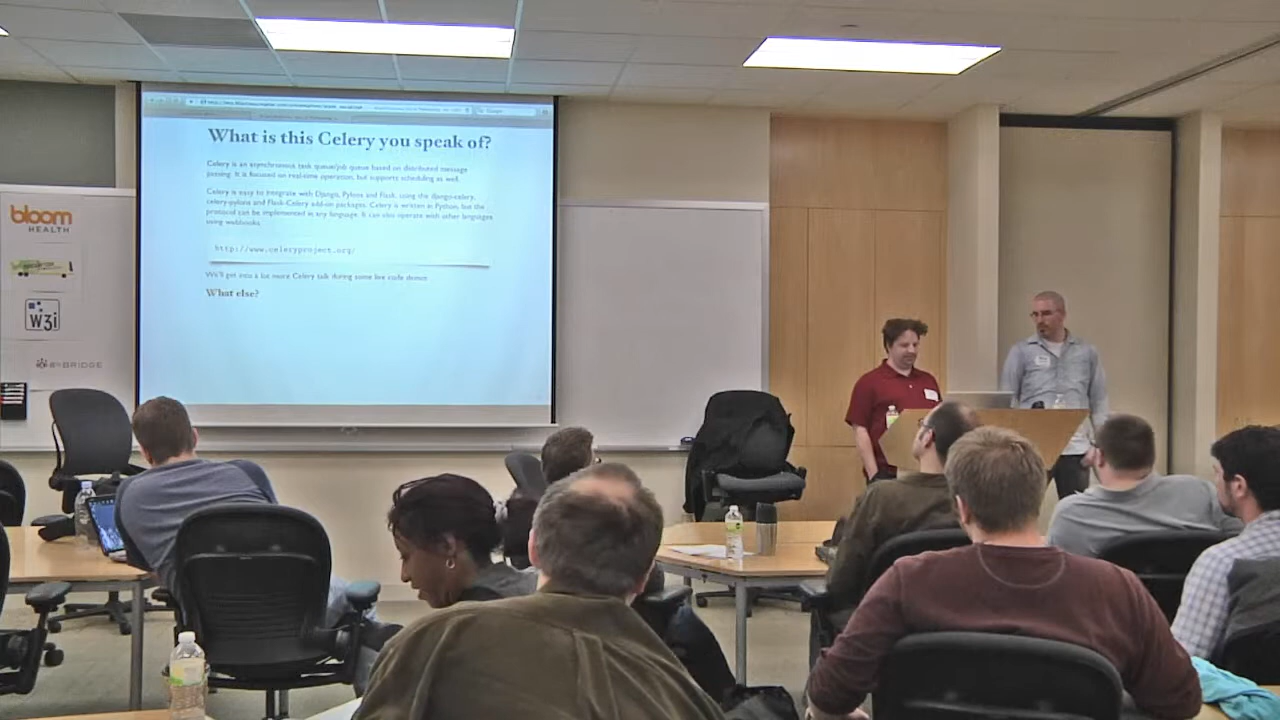 What is this Celery you speak of?
Celery is an asynchronous task queue/job queue based on distributed message
passing. It is focused on real-time operation, but supports scheduling as well.
Celery is easy to integrate with Django, Pylons and Flask, using the django-celery,
celery-pylons and Flask-Celery add-on packages. Celery is written in Python, but the
protocol can be implemented in any language. It can also operate with other languages
using webhooks.
http://www.celeryproject.org/
We'll get into a lot more Celery talk during some live code demos
What else?
bloom
HEALTH
W3i
BRIDGE